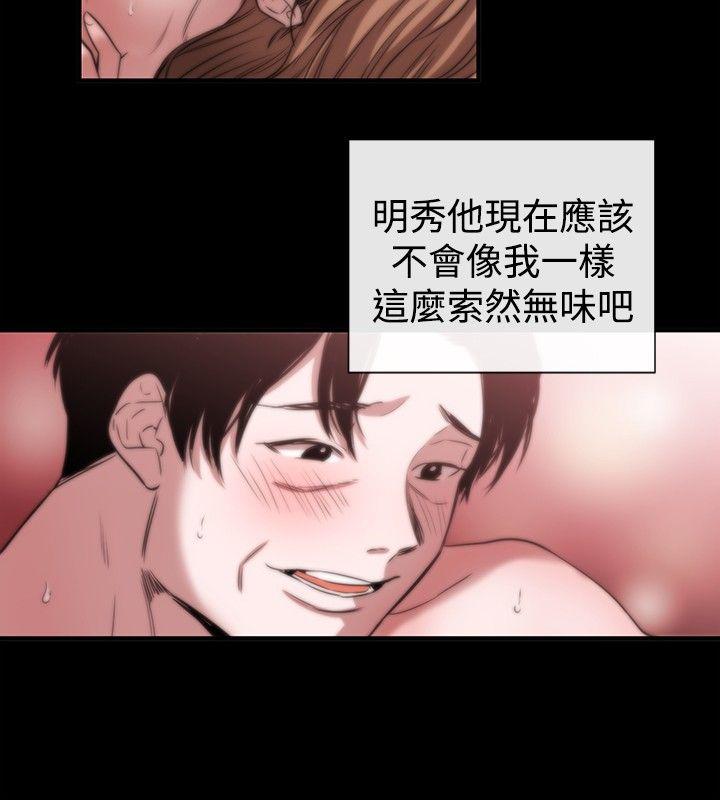 明秀他現在應該
不會像我一樣
這麼索然無味吧